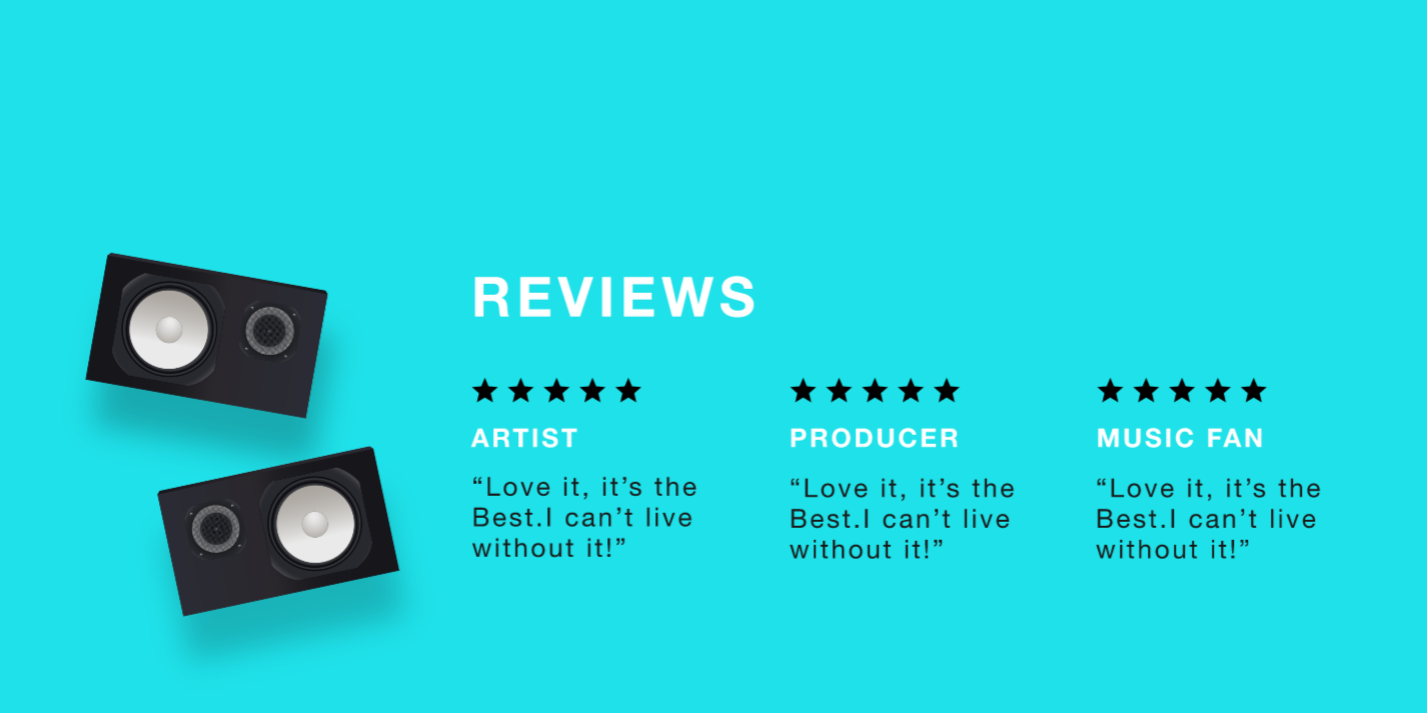 REVIEWS
ARTIST
“Love it, it’s the
Best.I can’t live
without it!”
PRODUCER
“Love it, it’s the
Best.I can’t live
without it!”
MUSIC FAN
“Love it, it’s the
Best.I can’t live
without it!”